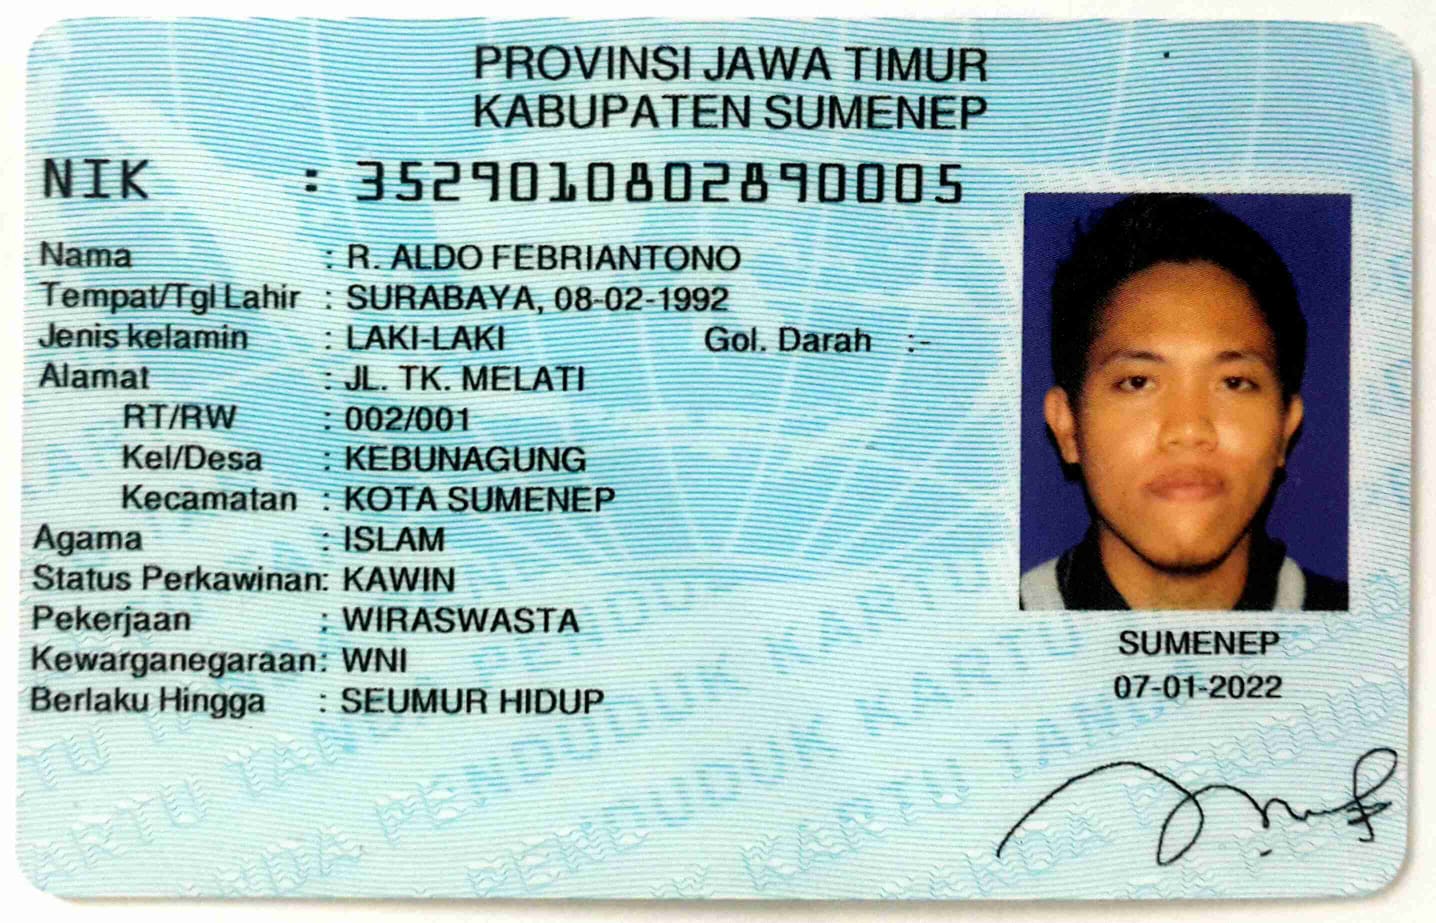 PROVINSI JAWA TIMUR
KABUPATEN SUMENEP
NIK : 3529010802890005
Nama : R. ALDO FEBRIANTONO
Tempat/Tgl Lahir : SURABAYA, 08-02-1992
Jenis kelamin : LAKI-LAKI Gol. Darah :-
Alamat : JL. TK. MELATI
RT/RW : 002/001
Kel/Desa : KEBUNAGUNG
Kecamatan : KOTA SUMENEP
Agama : ISLAM
Status Perkawinan: KAWIN
Pekerjaan : WIRASWASTA
Kewarganegaraan: WNI
Berlaku Hingga : SEUMUR HIDUP
SUMENEP
07-01-2022